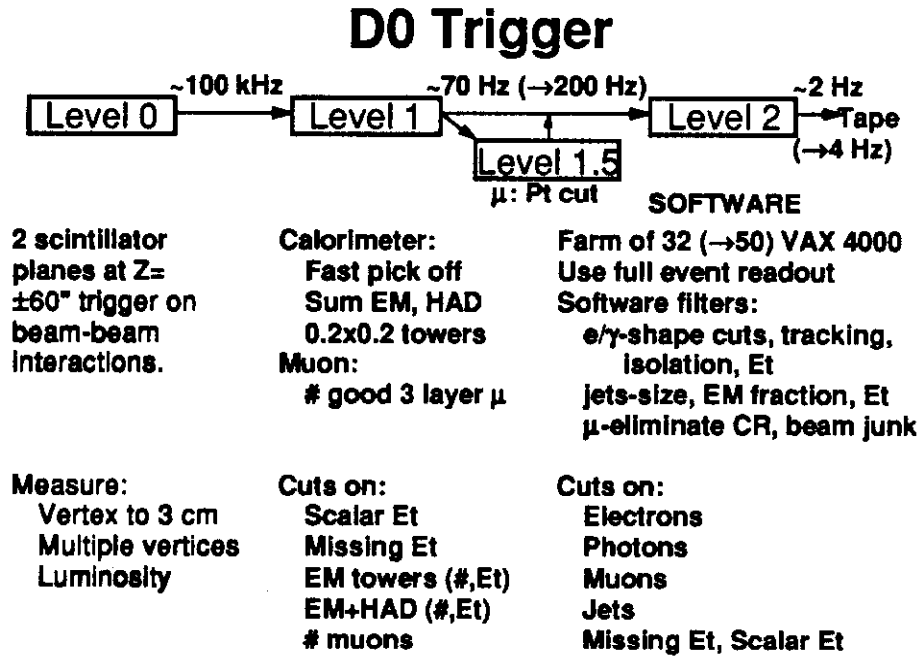 D0 Trigger
~100 kHz
~70 Hz (→200 Hz)
~2 Hz
Level 0
Level 1
Level 2
Tape
Level 1.5
(→4 Hz)
μ: Pt cut
SOFTWARE
2 scintillator
planes at Z=
±60" trigger on
beam-beam
interactions.
Calorimeter:
Fast pick off
Sum EM, HAD
0.2x0.2 towers
Muon:
# good 3 layer μ
Farm of 32 (→50) VAX 4000
Use full event readout
Software filters:
e/γ-shape cuts, tracking,
isolation, Et
jets-size, EM fraction, Et
μ-eliminate CR, beam junk
Measure:
Vertex to 3 cm
Multiple vertices
Luminosity
Cuts on:
Scalar Et
Missing Et
EM towers (#,Et)
EM+HAD (#,Et)
# muons
Cuts on:
Electrons
Photons
Muons
Jets
Missing Et, Scalar Et